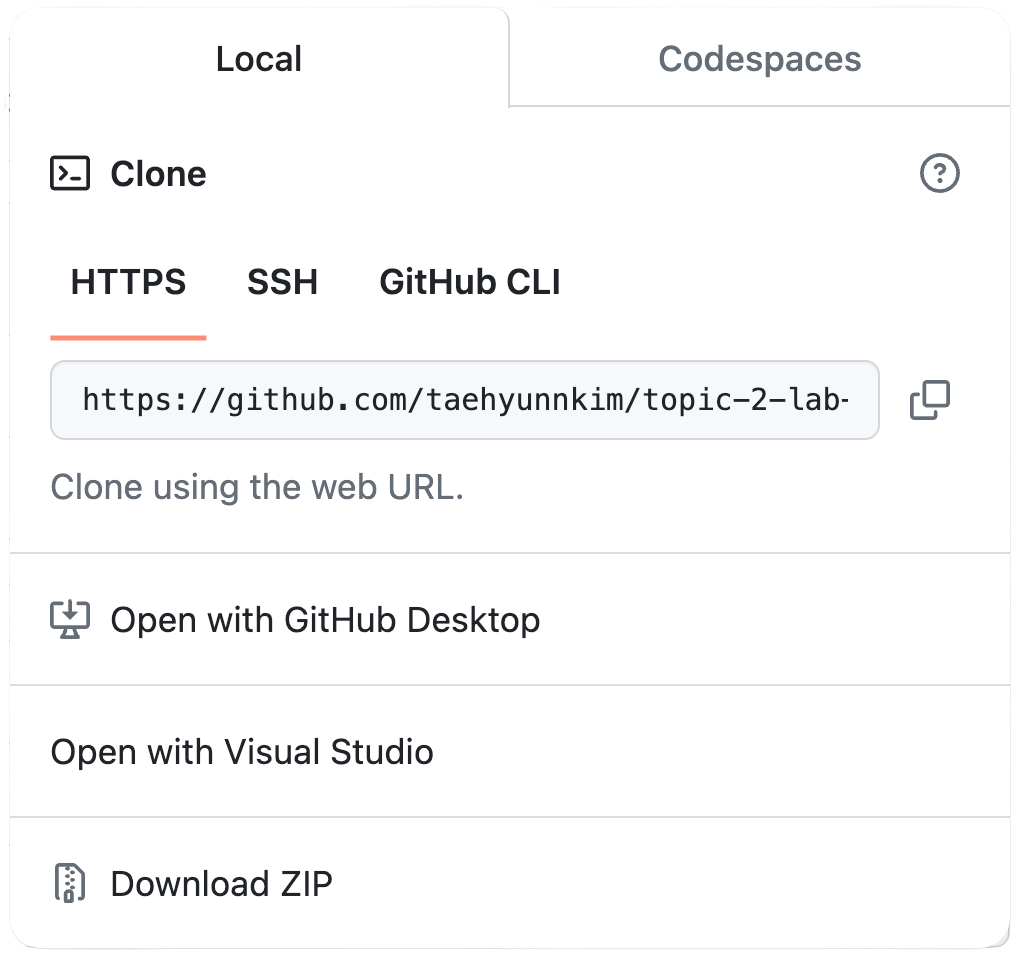 Local
Codespaces
Clone
HTTPS SSH GitHub CLI
https://github.com/taehyunnkim/topic-2-lab-
Clone using the web URL.
Open with GitHub Desktop
Open with Visual Studio
Download ZIP